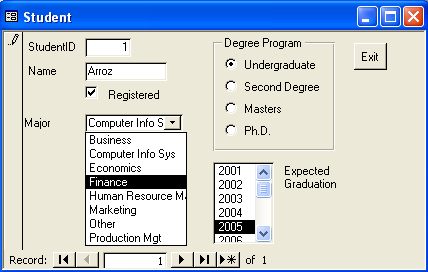 Student
StudentID 1
Name Arroz
Registered
Major Computer Info S
Business
Computer Info Sys
Economics
Finance
Human Resource Ma
Marketing
Other
Production Mgt
Degree Program
Undergraduate
Second Degree
Masters
Ph.D.
Exit
2001
2002
2003
2004
2005
2006
Expected
Graduation
Record: 1 of 1